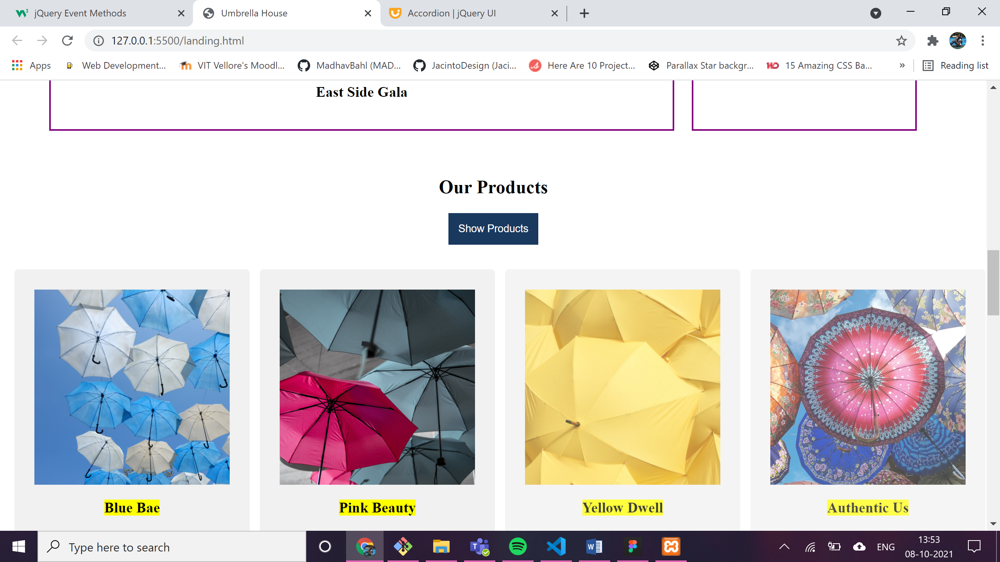 jQuery Event Methods
Umbrella House
Accordion | jQuery UI
127.0.0.1:5500/landing.html
Apps
Web Development...
VIT Vellore's Moodl...
MadhavBahl (MAD...
JacintoDesign (Jaci...
Here Are 10 Project...
Parallax Star backgr...
15 Amazing CSS Ba...
»
Reading list
East Side Gala
Our Products
Show Products
Blue Bae
Pink Beauty
Yellow Dwell
Authentic Us
Type here to search
ENG
13:53
08-10-2021